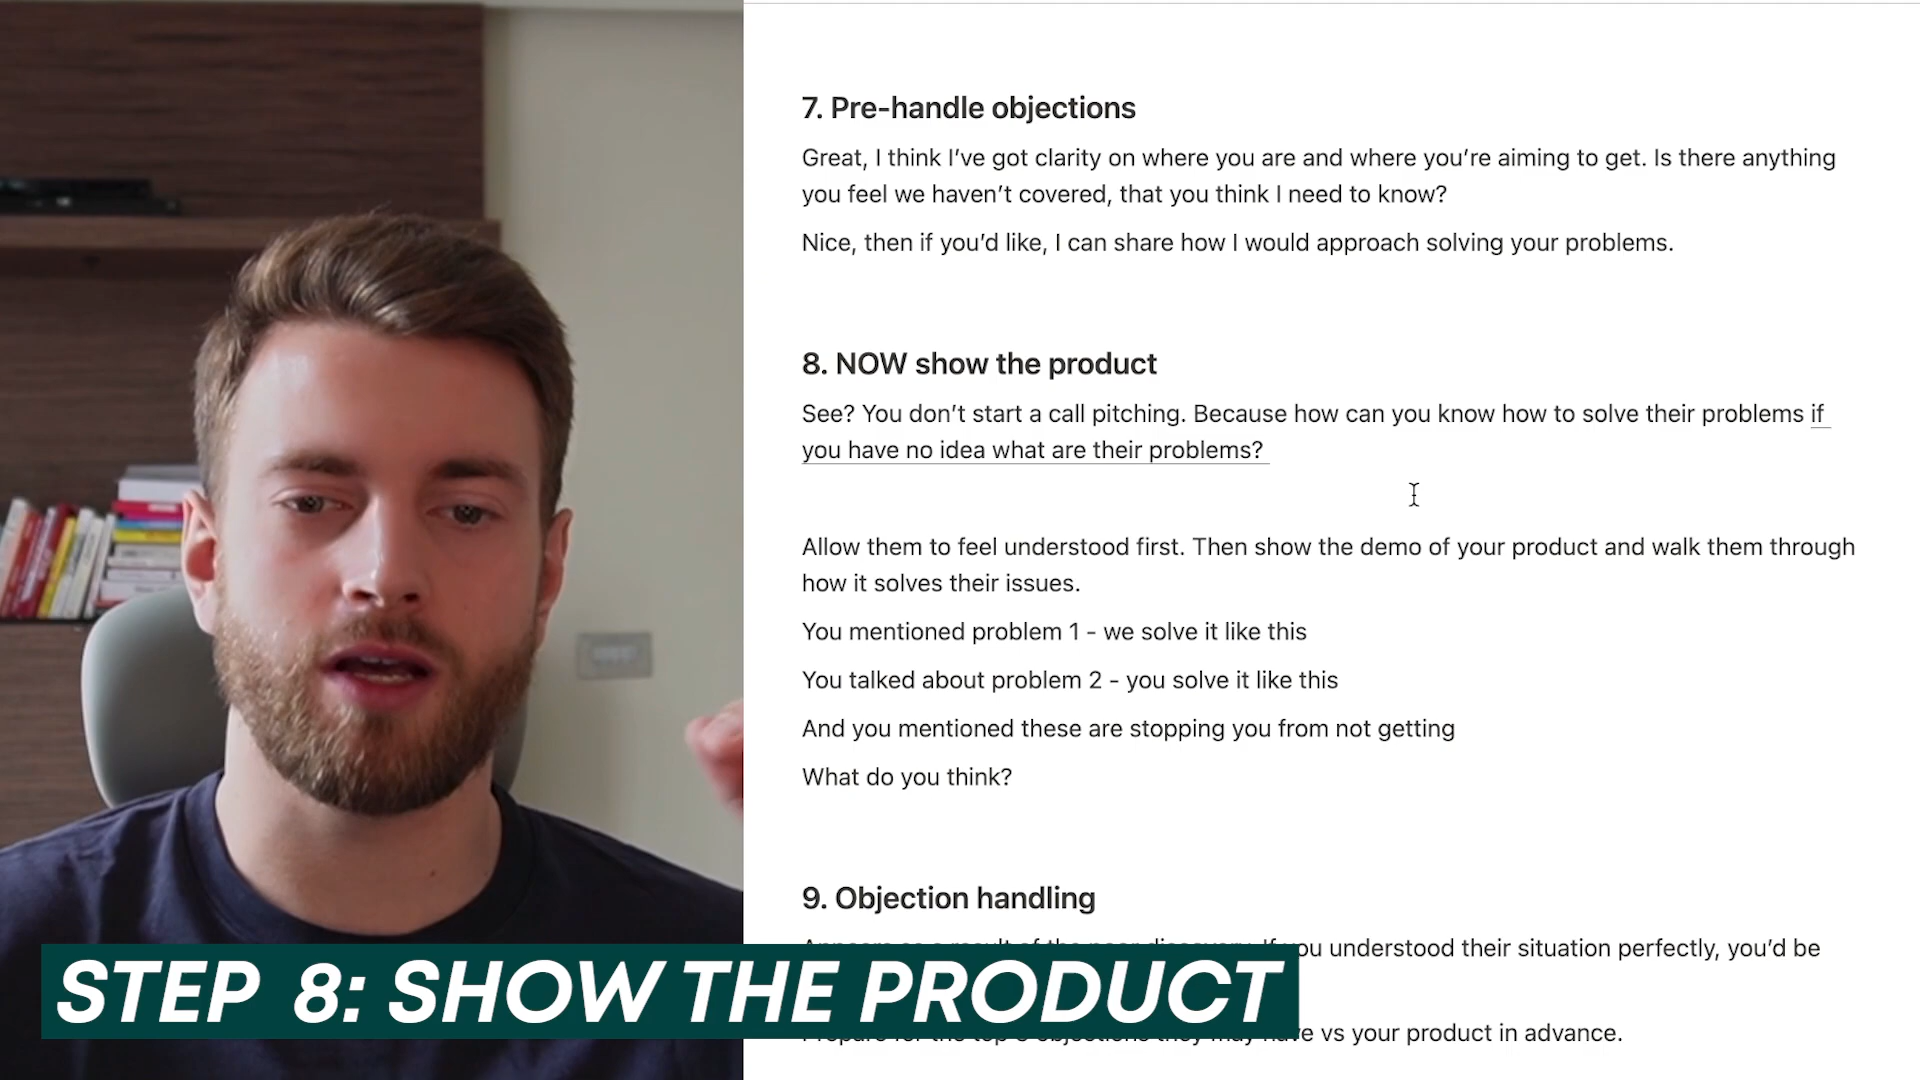 7. Pre-handle objections
Great, I think I’ve got clarity on where you are and where you’re aiming to get. Is there anything
you feel we haven’t covered, that you think I need to know?
Nice, then if you’d like, I can share how I would approach solving your problems.
8. NOW show the product
See? You don’t start a call pitching. Because how can you know how to solve their problems if
you have no idea what are their problems?
Allow them to feel understood first. Then show the demo of your product and walk them through
how it solves their issues.
You mentioned problem 1 - we solve it like this
You talked about problem 2 - you solve it like this
And you mentioned these are stopping you from not getting
What do you think?
9. Objection handling
you understood their situation perfectly, you’d be
STEP 8: SHOW THE PRODUCT
vs your product in advance.